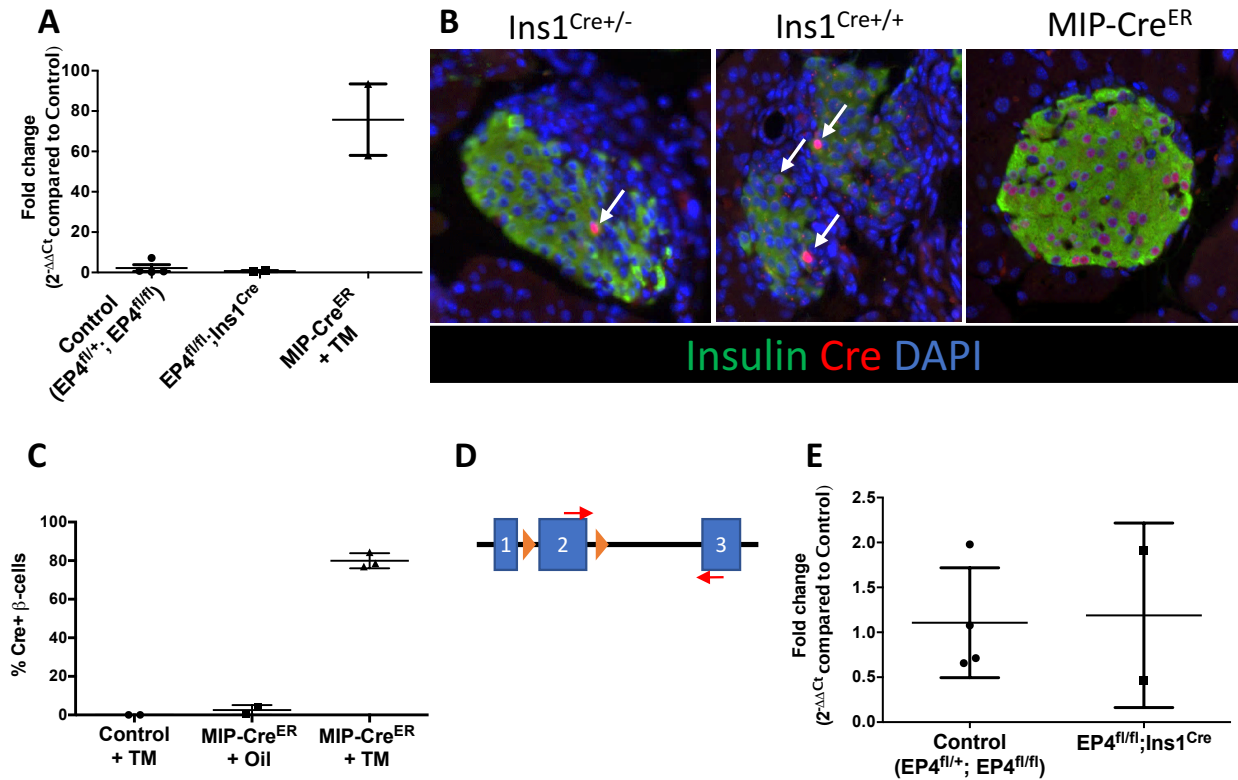 A
Fold change
(2-ΔΔCt compared to Control)
100
80
60
40
20
0
Control
(EP4fl/+; EP4fl/fl)
EP4fl/fl;Ins1Cre
MIP-CreER
+ TM
B
Ins1Cre+/-
Ins1Cre+/+
MIP-CreER
Insulin Cre DAPI
C
% Cre+ β-cells
100
80
60
40
20
0
Control
+ TM
MIP-CreER
+ Oil
MIP-CreER
+ TM
D
1
2
3
E
Fold change
(2-ΔΔCt compared to Control)
2.5
2.0
1.5
1.0
0.5
0.0
Control
(EP4fl/+; EP4fl/fl)
EP4fl/fl;Ins1Cre